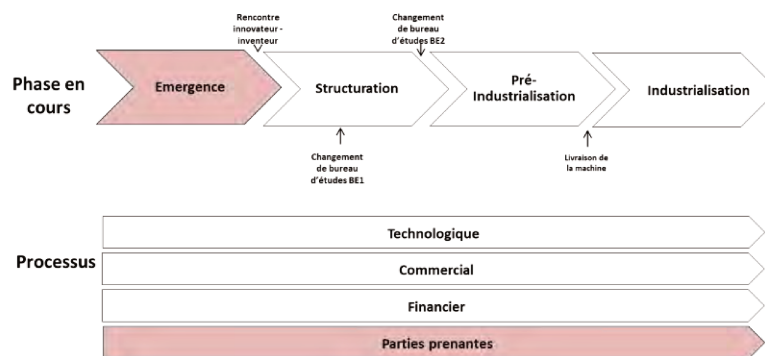 Rencontre
innovateur -
inventeur
Changement
de bureau
d'études BE2
Phase en
cours
Emergence
Structuration
Pré-
Industrialisation
Industrialisation
Changement
de bureau
d'études BE1
Livraison de
la machine
Processus
Technologique
Commercial
Financier
Parties prenantes